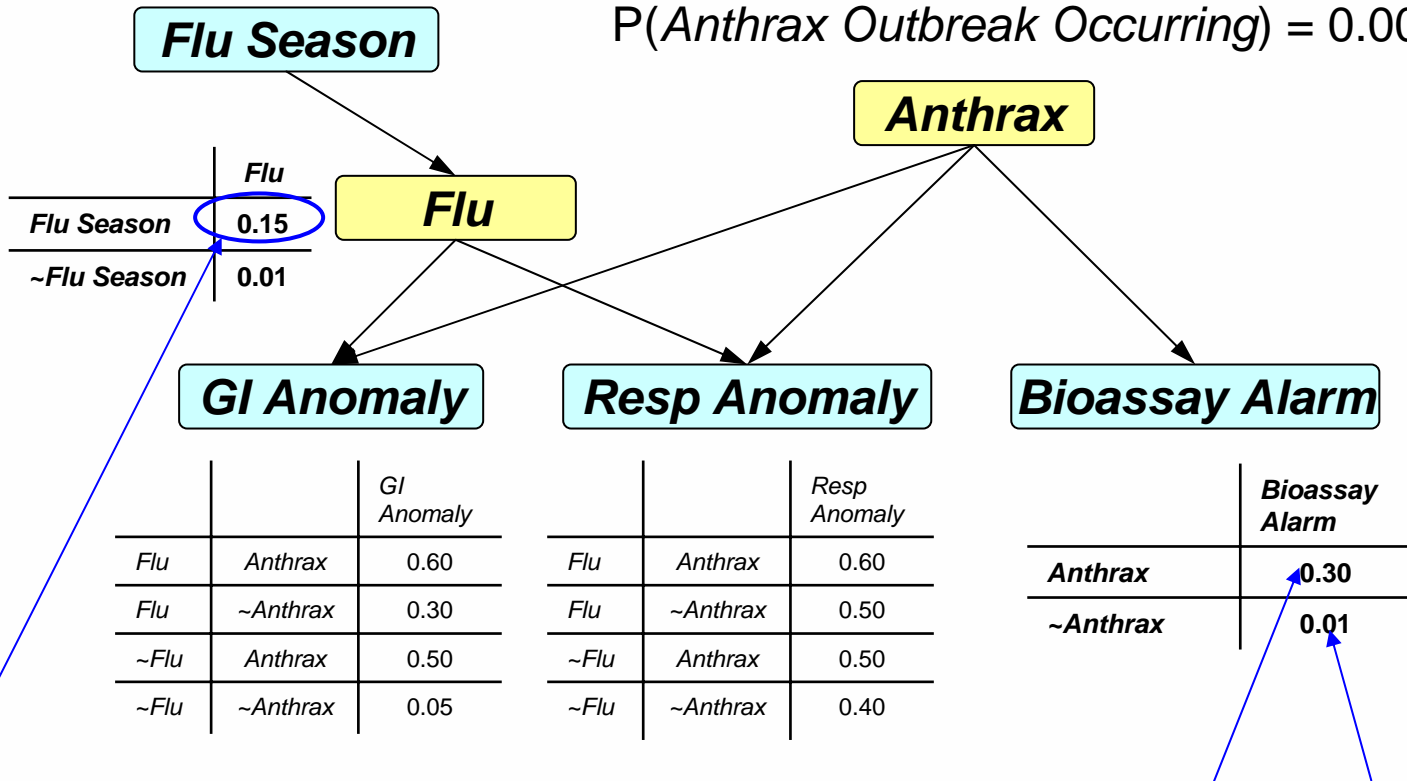 P(Anthrax Outbreak Occurring) = 0.00
Flu Season
Anthrax
Flu
Flu Season 0.15
~Flu Season 0.01
Flu
GI Anomaly
Resp Anomaly
Bioassay Alarm
GI
Anomaly
Flu Anthrax 0.60
Flu ~Anthrax 0.30
~Flu Anthrax 0.50
~Flu ~Anthrax 0.05
Resp
Anomaly
Flu Anthrax 0.60
Flu ~Anthrax 0.50
~Flu Anthrax 0.50
~Flu ~Anthrax 0.40
Bioassay
Alarm
Anthrax 0.30
~Anthrax 0.01